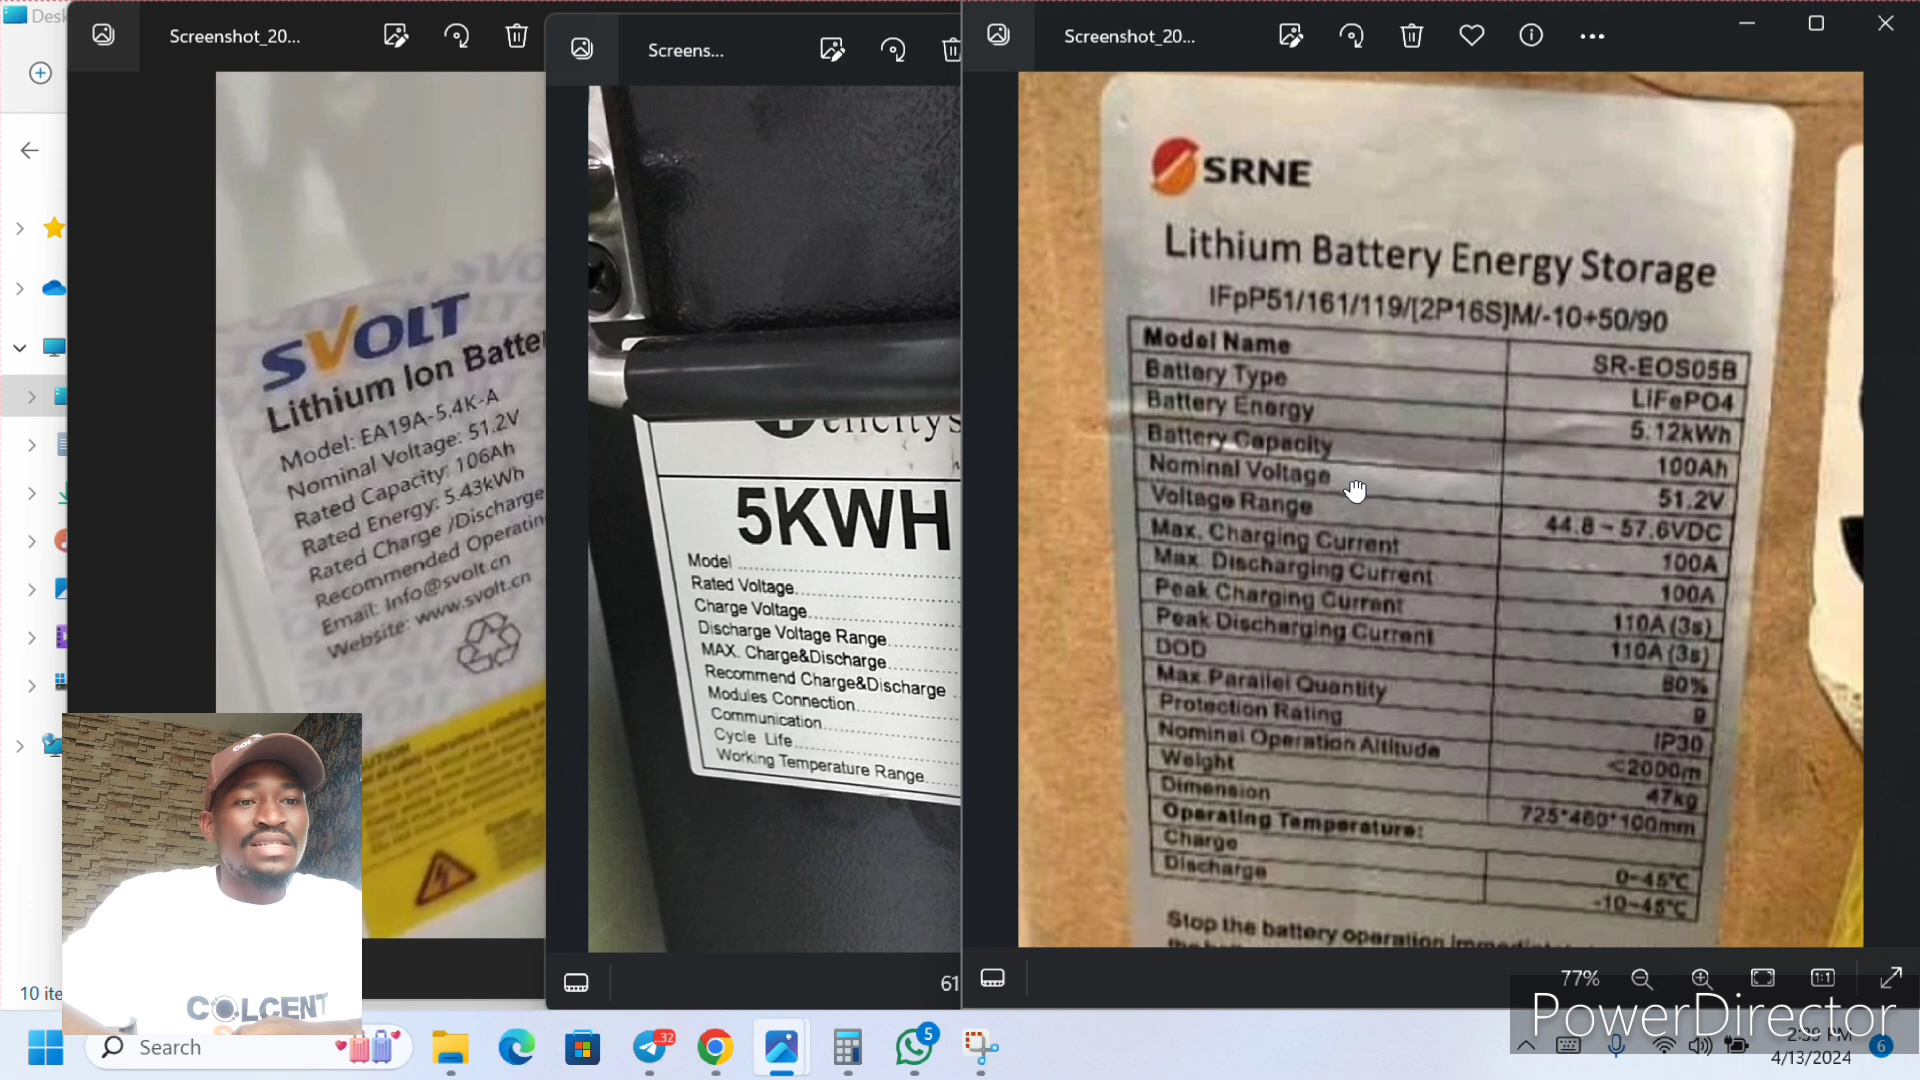 Desk
Screenshot_20...
Screens...
Screenshot_20...
SVOLT
Lithium Ion Batte
Model: EA19A-5.4K-A
Nominal Voltage: 51.2V
Rated Capacity: 106Ah
Rated Energy: 5.43kWh
Rated Charge /Discharge
Recommended Operatin
Email: Info@svolt.cn
Website: www.svolt.cn
5KWH
Model
Rated Voltage
Charge Voltage
Discharge Voltage Range
MAX. Charge&Discharge
Recommend Charge&Discharge
Modules Connection
Communication
Cycle Life
Working Temperature Range
SRNE
Lithium Battery Energy Storage
IFpP51/161/119/[2P16S]M/-10+50/90
Model Name SR-EOS05B
Battery Type LiFePO4
Battery Energy 5.12kWh
Battery Capacity 100Ah
Nominal Voltage 51.2V
Voltage Range 44.8~57.6VDC
Max. Charging Current 100A
Max. Discharging Current 100A
Peak Charging Current 110A(3s)
Peak Discharging Current 110A(3s)
DOD 80%
Max Parallel Quantity 9
Protection Rating IP30
Nominal Operation Altitude <2000m
Weight 47kg
Dimension 725*460*100mm
Operating Temperature:
Charge 0~45℃
Discharge -10~45℃
Stop the battery operation
10 ite
61
77%
COLCENT
PowerDirector
Search
32
5
2:39 PM
4/13/2024
6